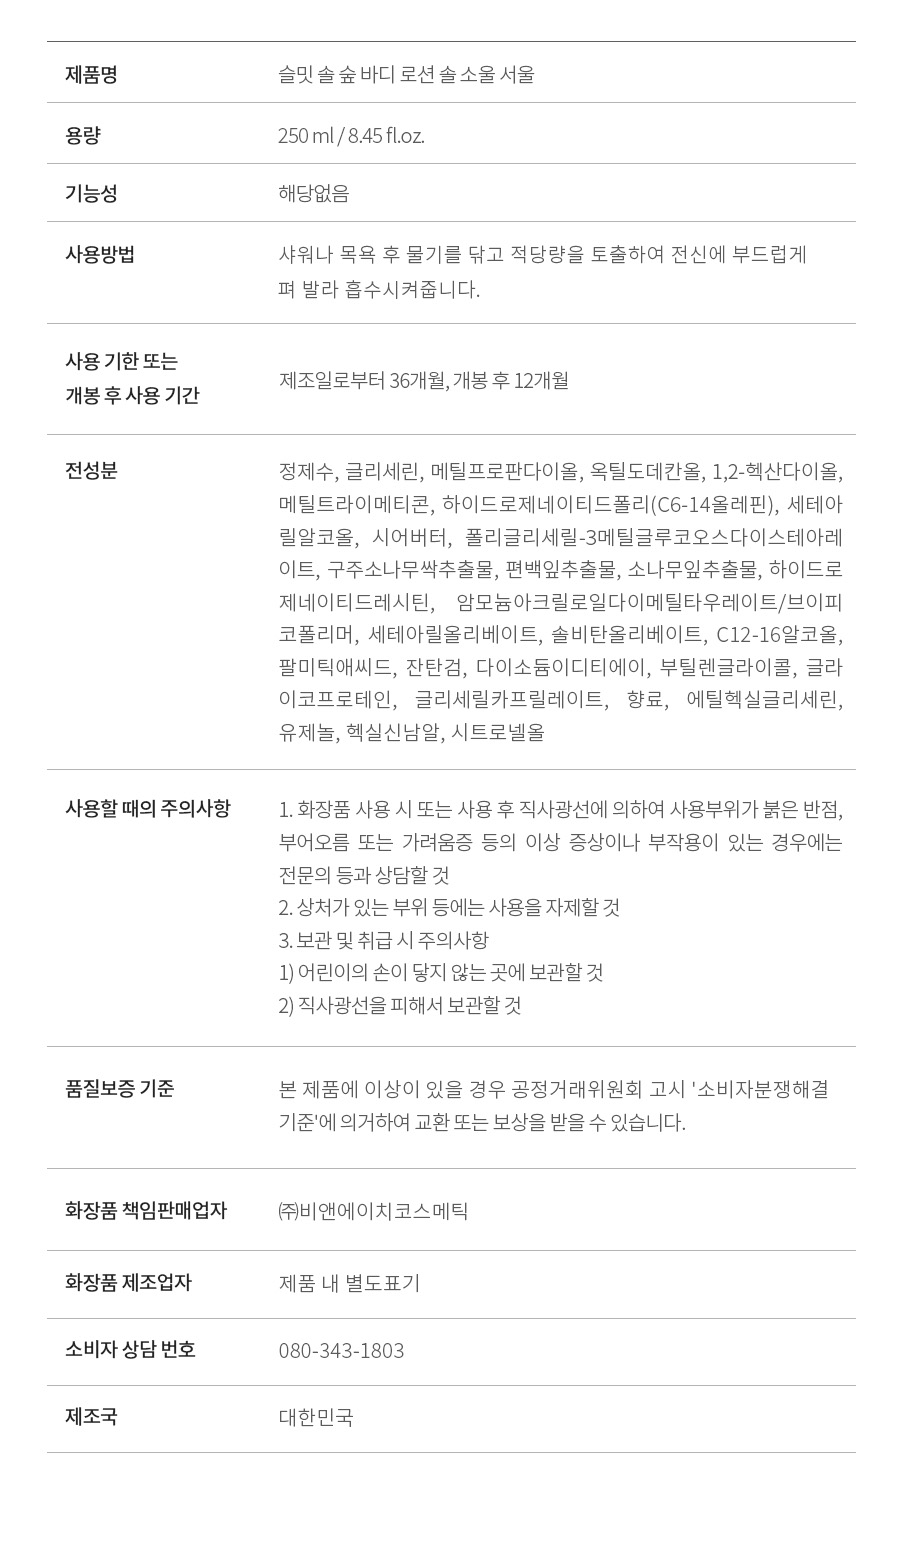 제품명
슬밋 솔 숲 바디 로션 솔 소울 서울
용량
250 ml / 8.45 fl.oz.
기능성
해당없음
사용방법
샤워나 목욕 후 물기를 닦고 적당량을 토출하여 전신에 부드럽게
펴 발라 흡수시켜줍니다.
사용 기한 또는
개봉 후 사용 기간
제조일로부터 36개월, 개봉 후 12개월
전성분
정제수, 글리세린, 메틸프로판다이올, 옥틸도데칸올, 1,2-헥산다이올,
메틸트라이메티콘, 하이드로제네이티드폴리(C6-14올레핀), 세테아
릴알코올, 시어버터, 폴리글리세릴-3메틸글루코오스다이스테아레
이트, 구주소나무싹추출물, 편백잎추출물, 소나무잎추출물, 하이드로
제네이티드레시틴, 암모늄아크릴로일다이메틸타우레이트/브이피
코폴리머, 세테아릴올리베이트, 솔비탄올리베이트, C12-16알코올,
팔미틱애씨드, 잔탄검, 다이소듐이디티에이, 부틸렌글라이콜, 글라
이코프로테인, 글리세릴카프릴레이트, 향료, 에틸헥실글리세린,
유제놀, 헥실신남알, 시트로넬올
사용할 때의 주의사항
1. 화장품 사용 시 또는 사용 후 직사광선에 의하여 사용부위가 붉은 반점,
부어오름 또는 가려움증 등의 이상 증상이나 부작용이 있는 경우에는
전문의 등과 상담할 것
2. 상처가 있는 부위 등에는 사용을 자제할 것
3. 보관 및 취급 시 주의사항
1) 어린이의 손이 닿지 않는 곳에 보관할 것
2) 직사광선을 피해서 보관할 것
품질보증 기준
본 제품에 이상이 있을 경우 공정거래위원회 고시 '소비자분쟁해결
기준'에 의거하여 교환 또는 보상을 받을 수 있습니다.
화장품 책임판매업자
㈜비앤에이치코스메틱
화장품 제조업자
제품 내 별도표기
소비자 상담 번호
080-343-1803
제조국
대한민국